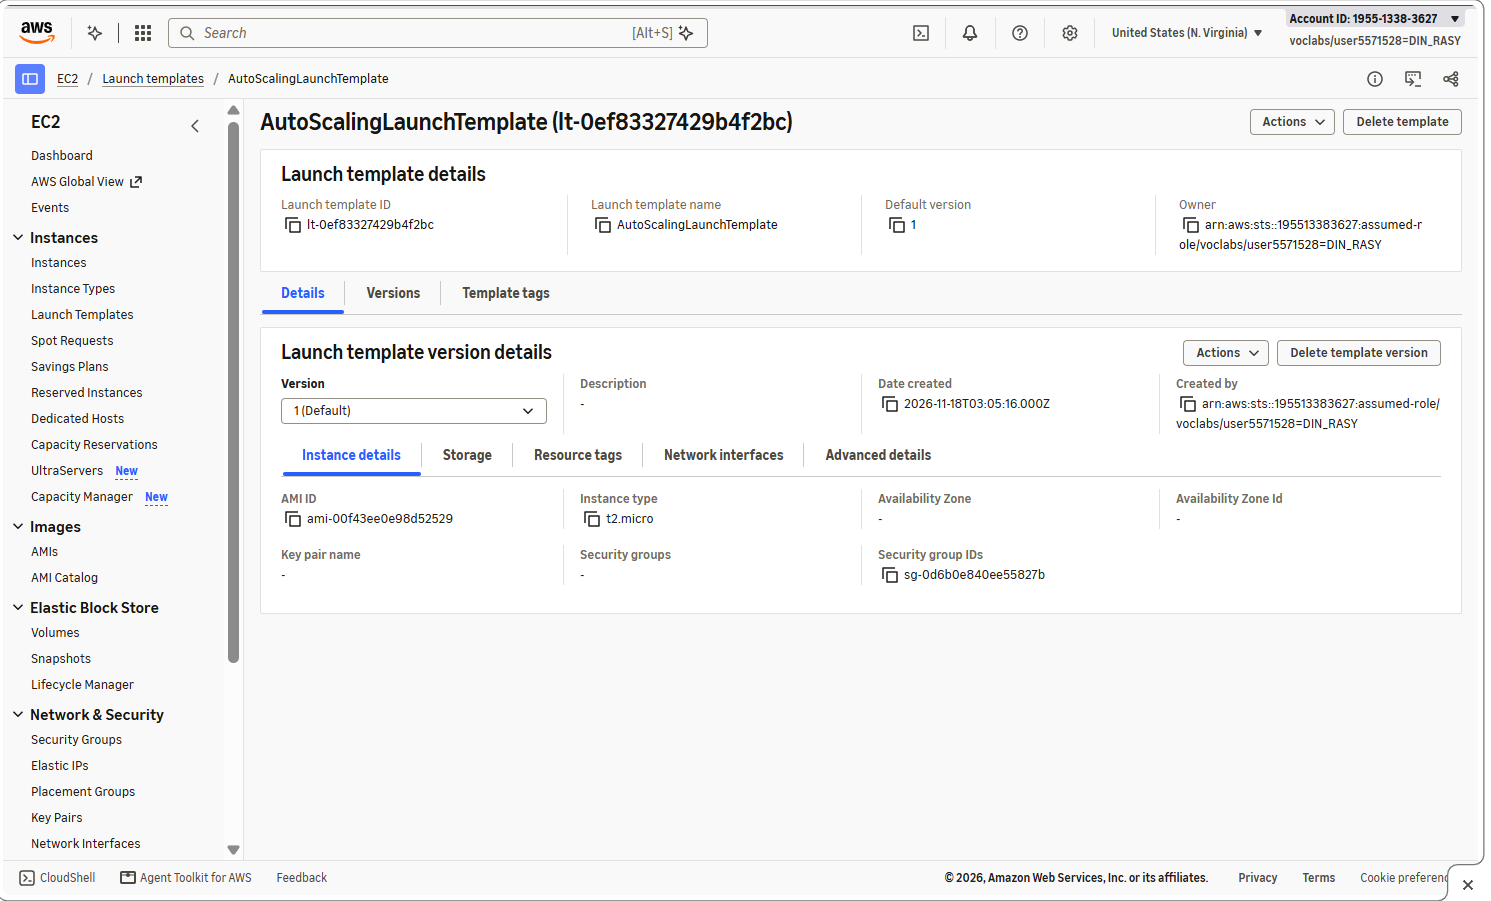 aws
Search
[Alt+S]
United States (N. Virginia)
Account ID: 1955-1338-3627
voclabs/user5571528=DIN_RASY
EC2 / Launch templates / AutoScalingLaunchTemplate
EC2
Dashboard
AWS Global View
Events
Instances
Instances
Instance Types
Launch Templates
Spot Requests
Savings Plans
Reserved Instances
Dedicated Hosts
Capacity Reservations
UltraServers New
Capacity Manager New
Images
AMIs
AMI Catalog
Elastic Block Store
Volumes
Snapshots
Lifecycle Manager
Network & Security
Security Groups
Elastic IPs
Placement Groups
Key Pairs
Network Interfaces
AutoScalingLaunchTemplate (lt-0ef83327429b4f2bc)
Actions
Delete template
Launch template details
Launch template ID
lt-0ef83327429b4f2bc
Launch template name
AutoScalingLaunchTemplate
Default version
1
Owner
arn:aws:sts::195513383627:assumed-r
ole/voclabs/user5571528=DIN_RASY
Details
Versions
Template tags
Launch template version details
Actions
Delete template version
Version
1 (Default)
Description
-
Date created
2026-11-18T03:05:16.000Z
Created by
arn:aws:sts::195513383627:assumed-role/
voclabs/user5571528=DIN_RASY
Instance details
Storage
Resource tags
Network interfaces
Advanced details
AMI ID
ami-00f43ee0e98d52529
Instance type
t2.micro
Availability Zone
-
Availability Zone Id
-
Key pair name
-
Security groups
-
Security group IDs
sg-0d6b0e840ee55827b
CloudShell
Agent Toolkit for AWS
Feedback
© 2026, Amazon Web Services, Inc. or its affiliates.
Privacy
Terms
Cookie preferenc